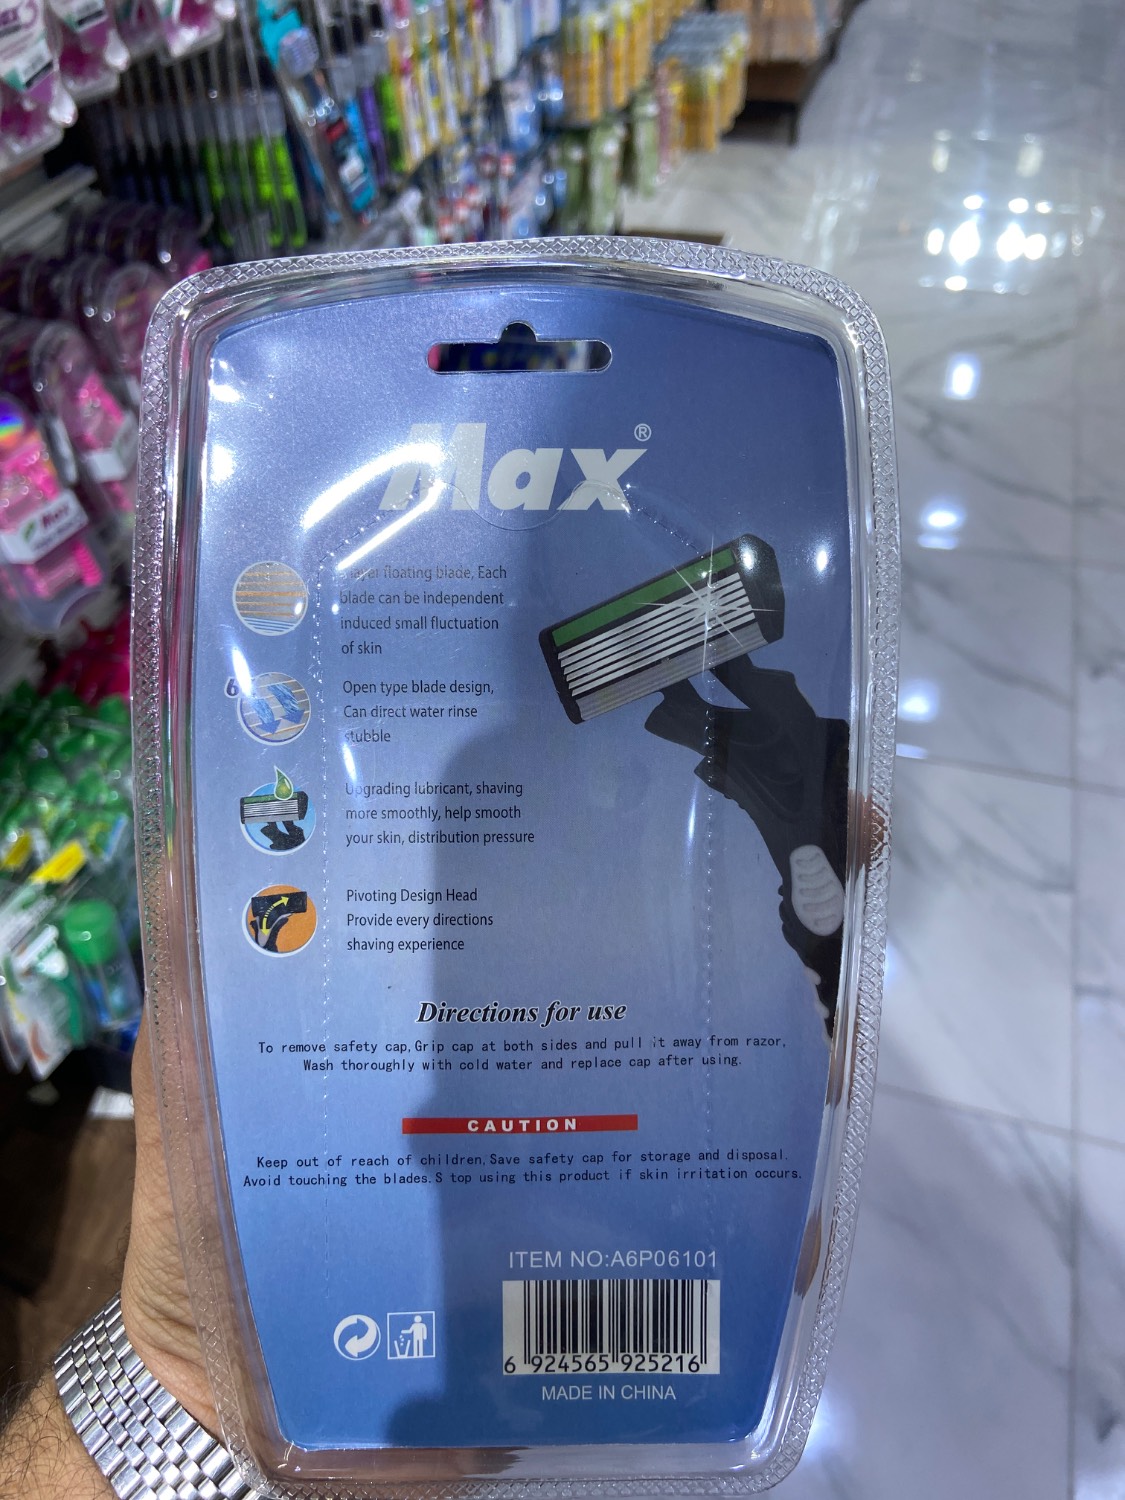 Max®
floating blade, Each
blade can be independent
induced small fluctuation
of skin
6
Open type blade design,
Can direct water rinse
stubble
Upgrading lubricant, shaving
more smoothly, help smooth
your skin, distribution pressure
Pivoting Design Head
Provide every directions
shaving experience
Directions for use
To remove safety cap,Grip cap at both sides and pull it away from razor,
Wash thoroughly with cold water and replace cap after using.
CAUTION
Keep out of reach of children,Save safety cap for storage and disposal.
Avoid touching the blades.S top using this product if skin irritation occurs.
ITEM NO:A6P06101
6 924565 925216
MADE IN CHINA